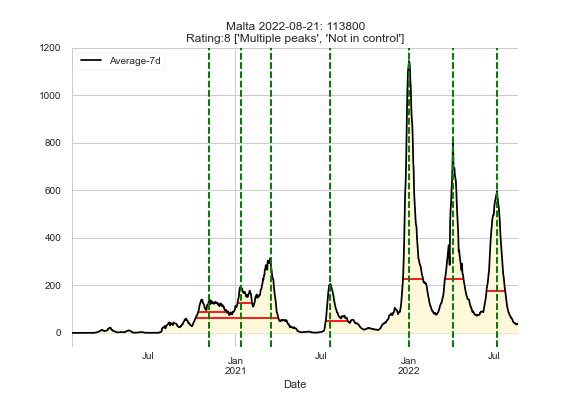 Malta 2022-08-21: 113800
Rating:8 ['Multiple peaks', 'Not in control']
Average-7d
1200
1000
800
600
400
200
0
Jul
Jan
2021
Jul
Jan
2022
Jul
Date